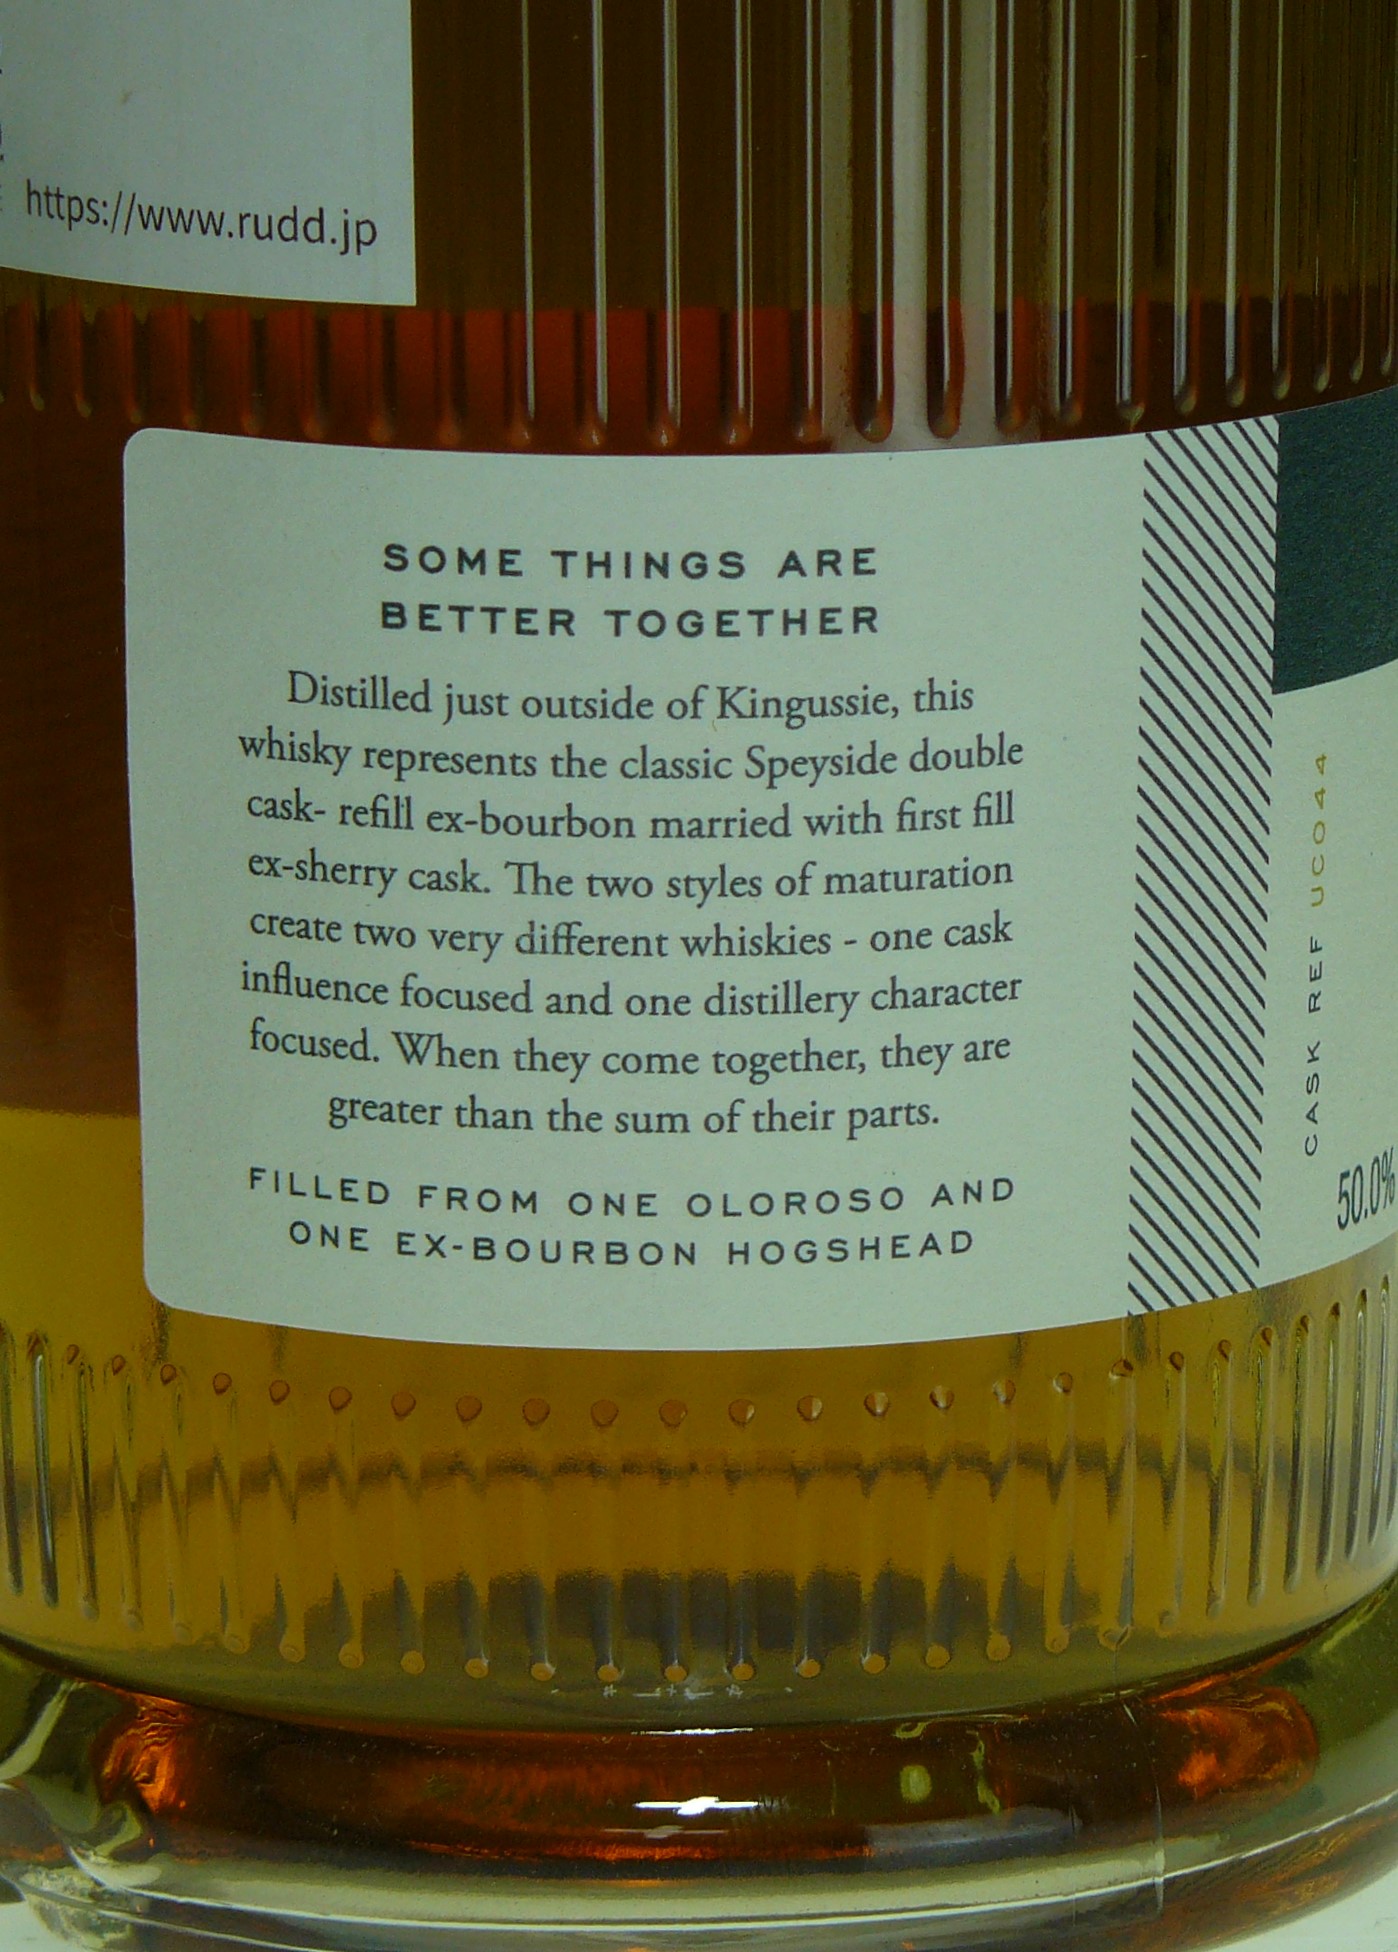 https://www.rudd.jp
SOME THINGS ARE
BETTER TOGETHER
Distilled just outside of Kingussie, this
whisky represents the classic Speyside double
cask- refill ex-bourbon married with first fill
ex-sherry cask. The two styles of maturation
create two very different whiskies - one cask
influence focused and one distillery character
focused. When they come together, they are
greater than the sum of their parts.
FILLED FROM ONE OLOROSO AND
ONE EX-BOURBON HOGSHEAD
CASK REF UC044
50.0%